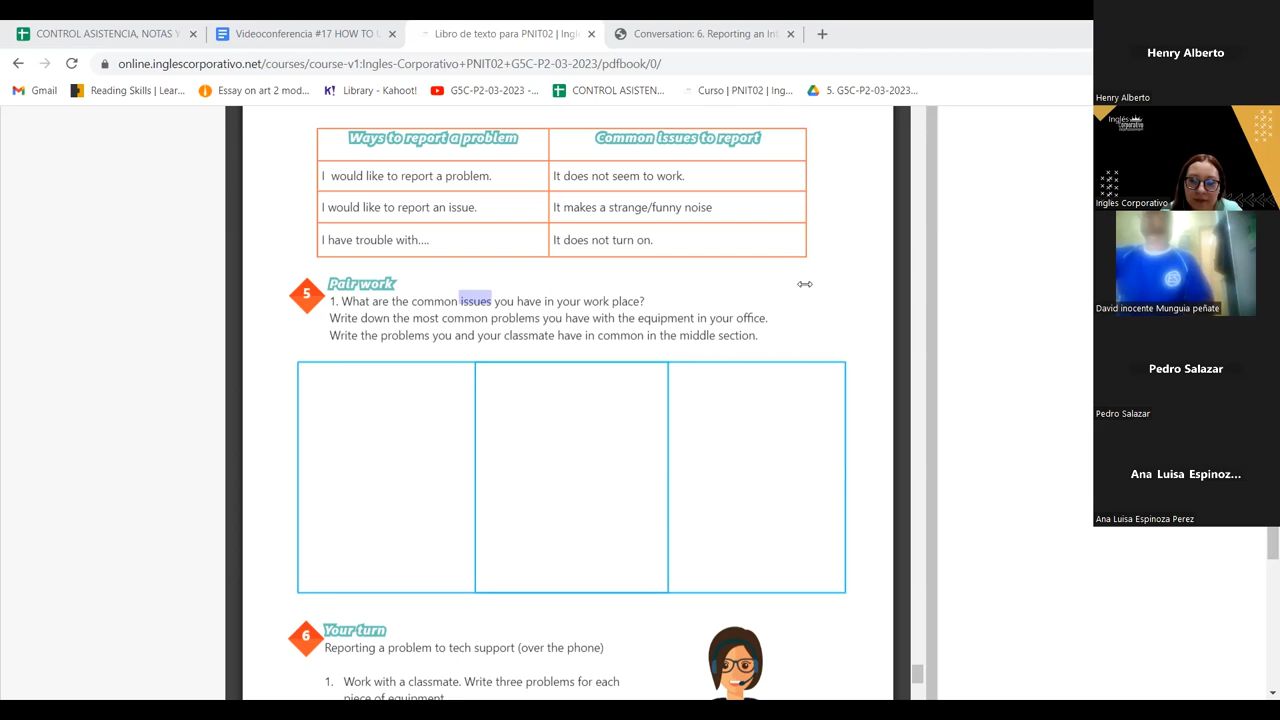 CONTROL ASISTENCIA, NOTAS Y
Videoconferencia #17 HOW TO U
Libro de texto para PNIT02 | Ingl
Conversation: 6. Reporting an Int
online.inglescorporativo.net/courses/course-v1:Ingles-Corporativo+PNIT02+G5C-P2-03-2023/pdfbook/0/
Gmail
Reading Skills | Lear...
Essay on art 2 mod...
Library - Kahoot!
G5C-P2-03-2023 -...
CONTROL ASISTEN...
Curso | PNIT02 | Ing...
5. G5C-P2-03-2023...
Ways to report a problem
Common issues to report
I would like to report a problem.
It does not seem to work.
I would like to report an issue.
It makes a strange/funny noise
I have trouble with....
It does not turn on.
5
Pair work
1. What are the common issues you have in your work place?
Write down the most common problems you have with the equipment in your office.
Write the problems you and your classmate have in common in the middle section.
6
Your turn
Reporting a problem to tech support (over the phone)
1. Work with a classmate. Write three problems for each
piece of equipment.
Henry Alberto
Henry Alberto
Inglés
Corporativo
Ingles Corporativo
David inocente Munguia peñate
Pedro Salazar
Pedro Salazar
Ana Luisa Espinoz...
Ana Luisa Espinoza Perez